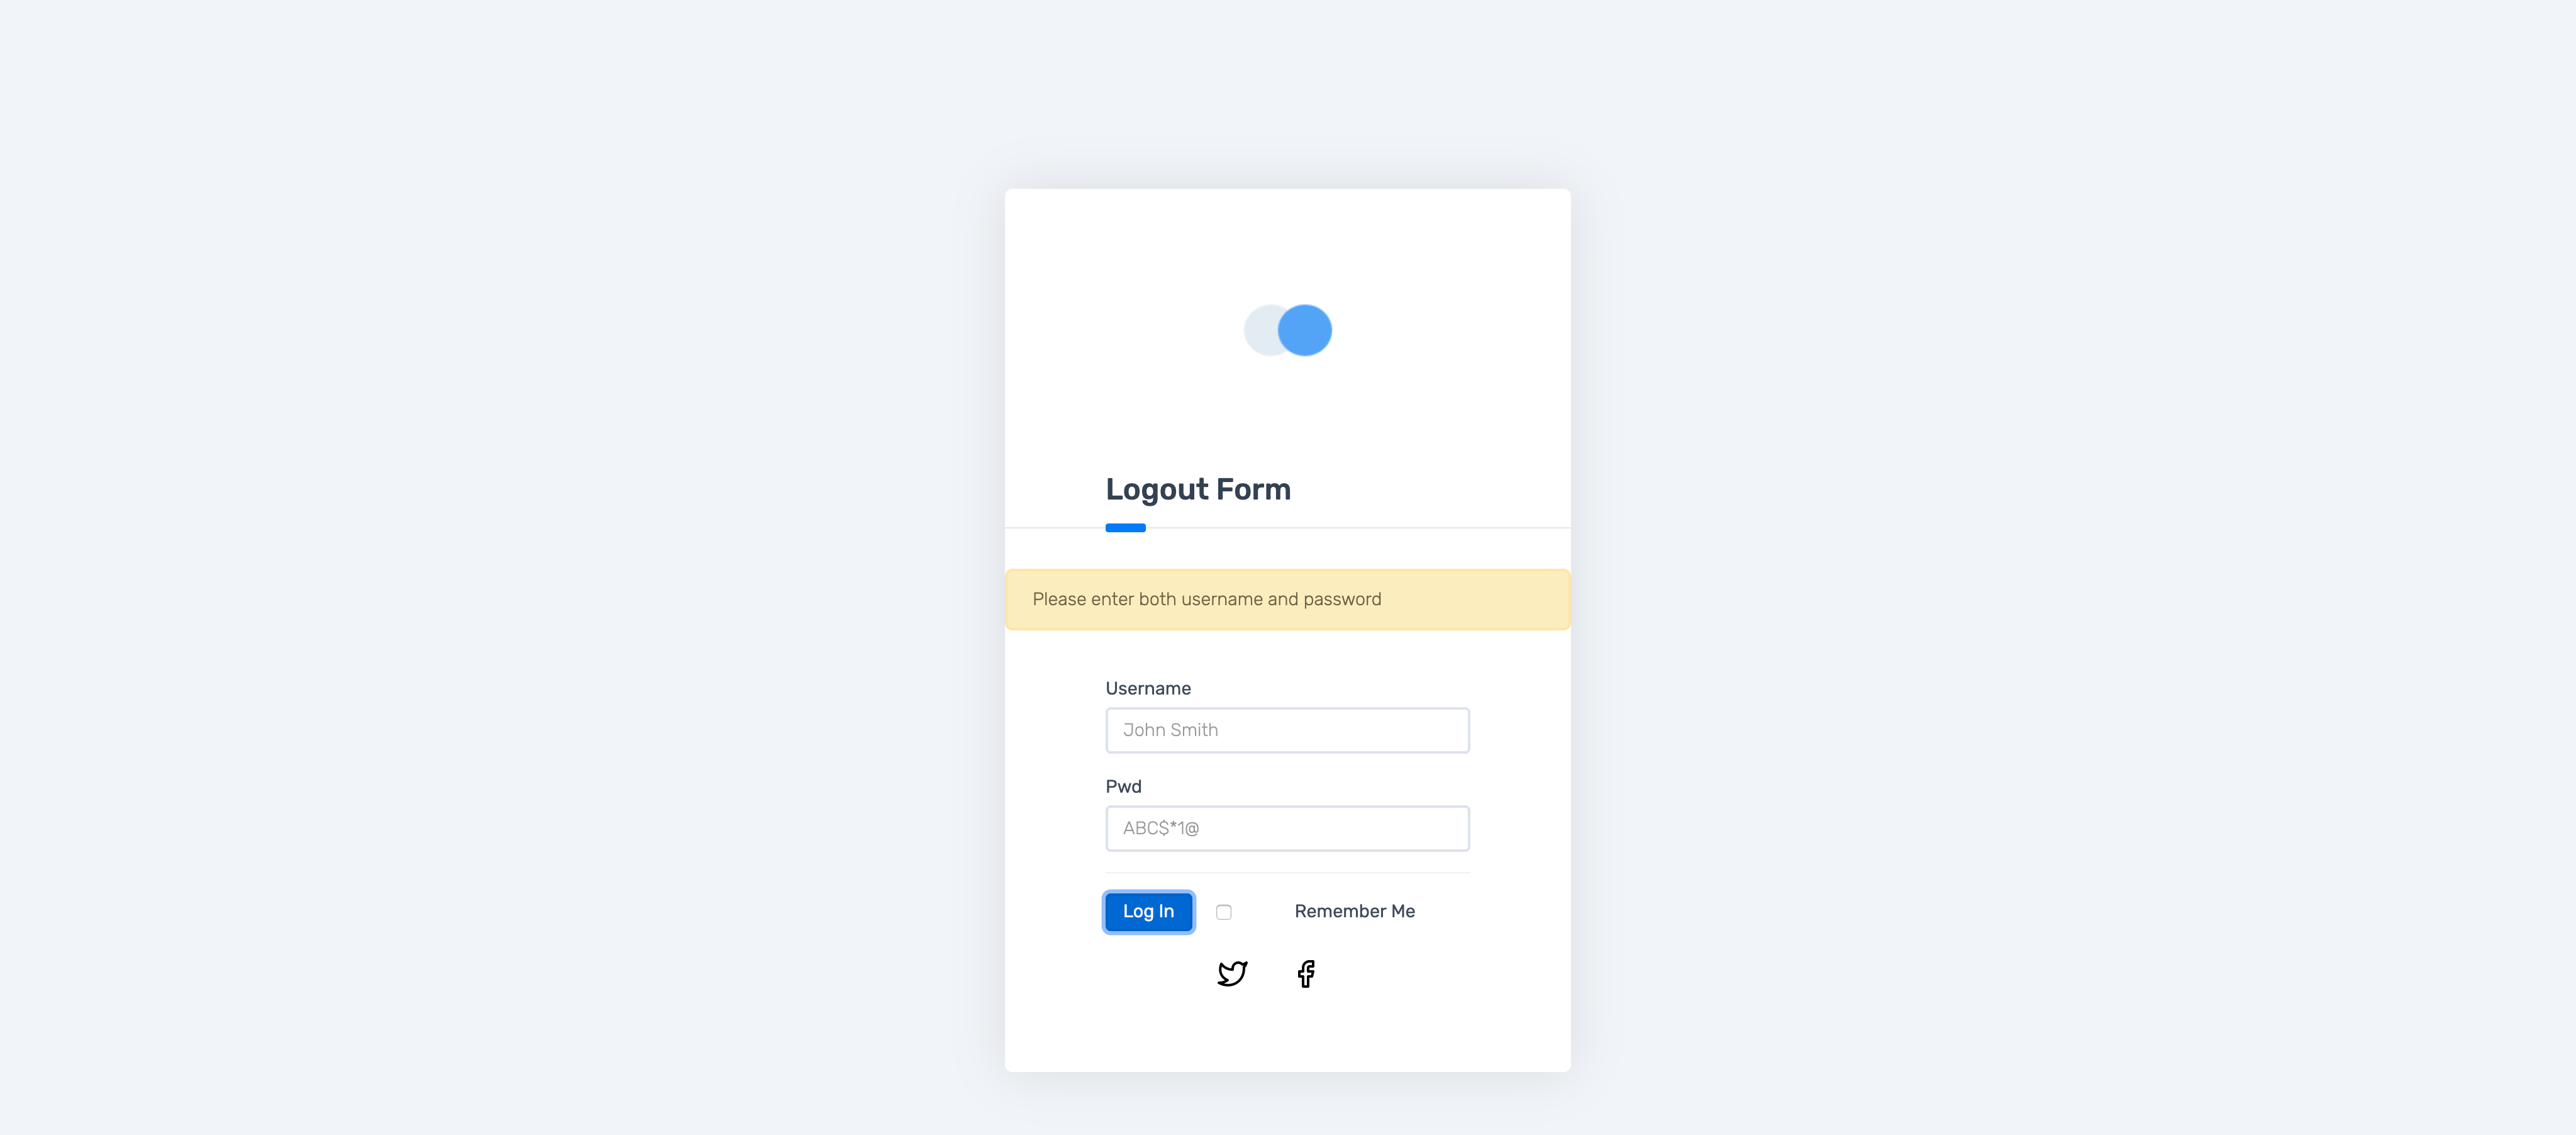 Logout Form
Please enter both username and password
Username
John Smith
Pwd
ABC$*1@
Log In
Remember Me